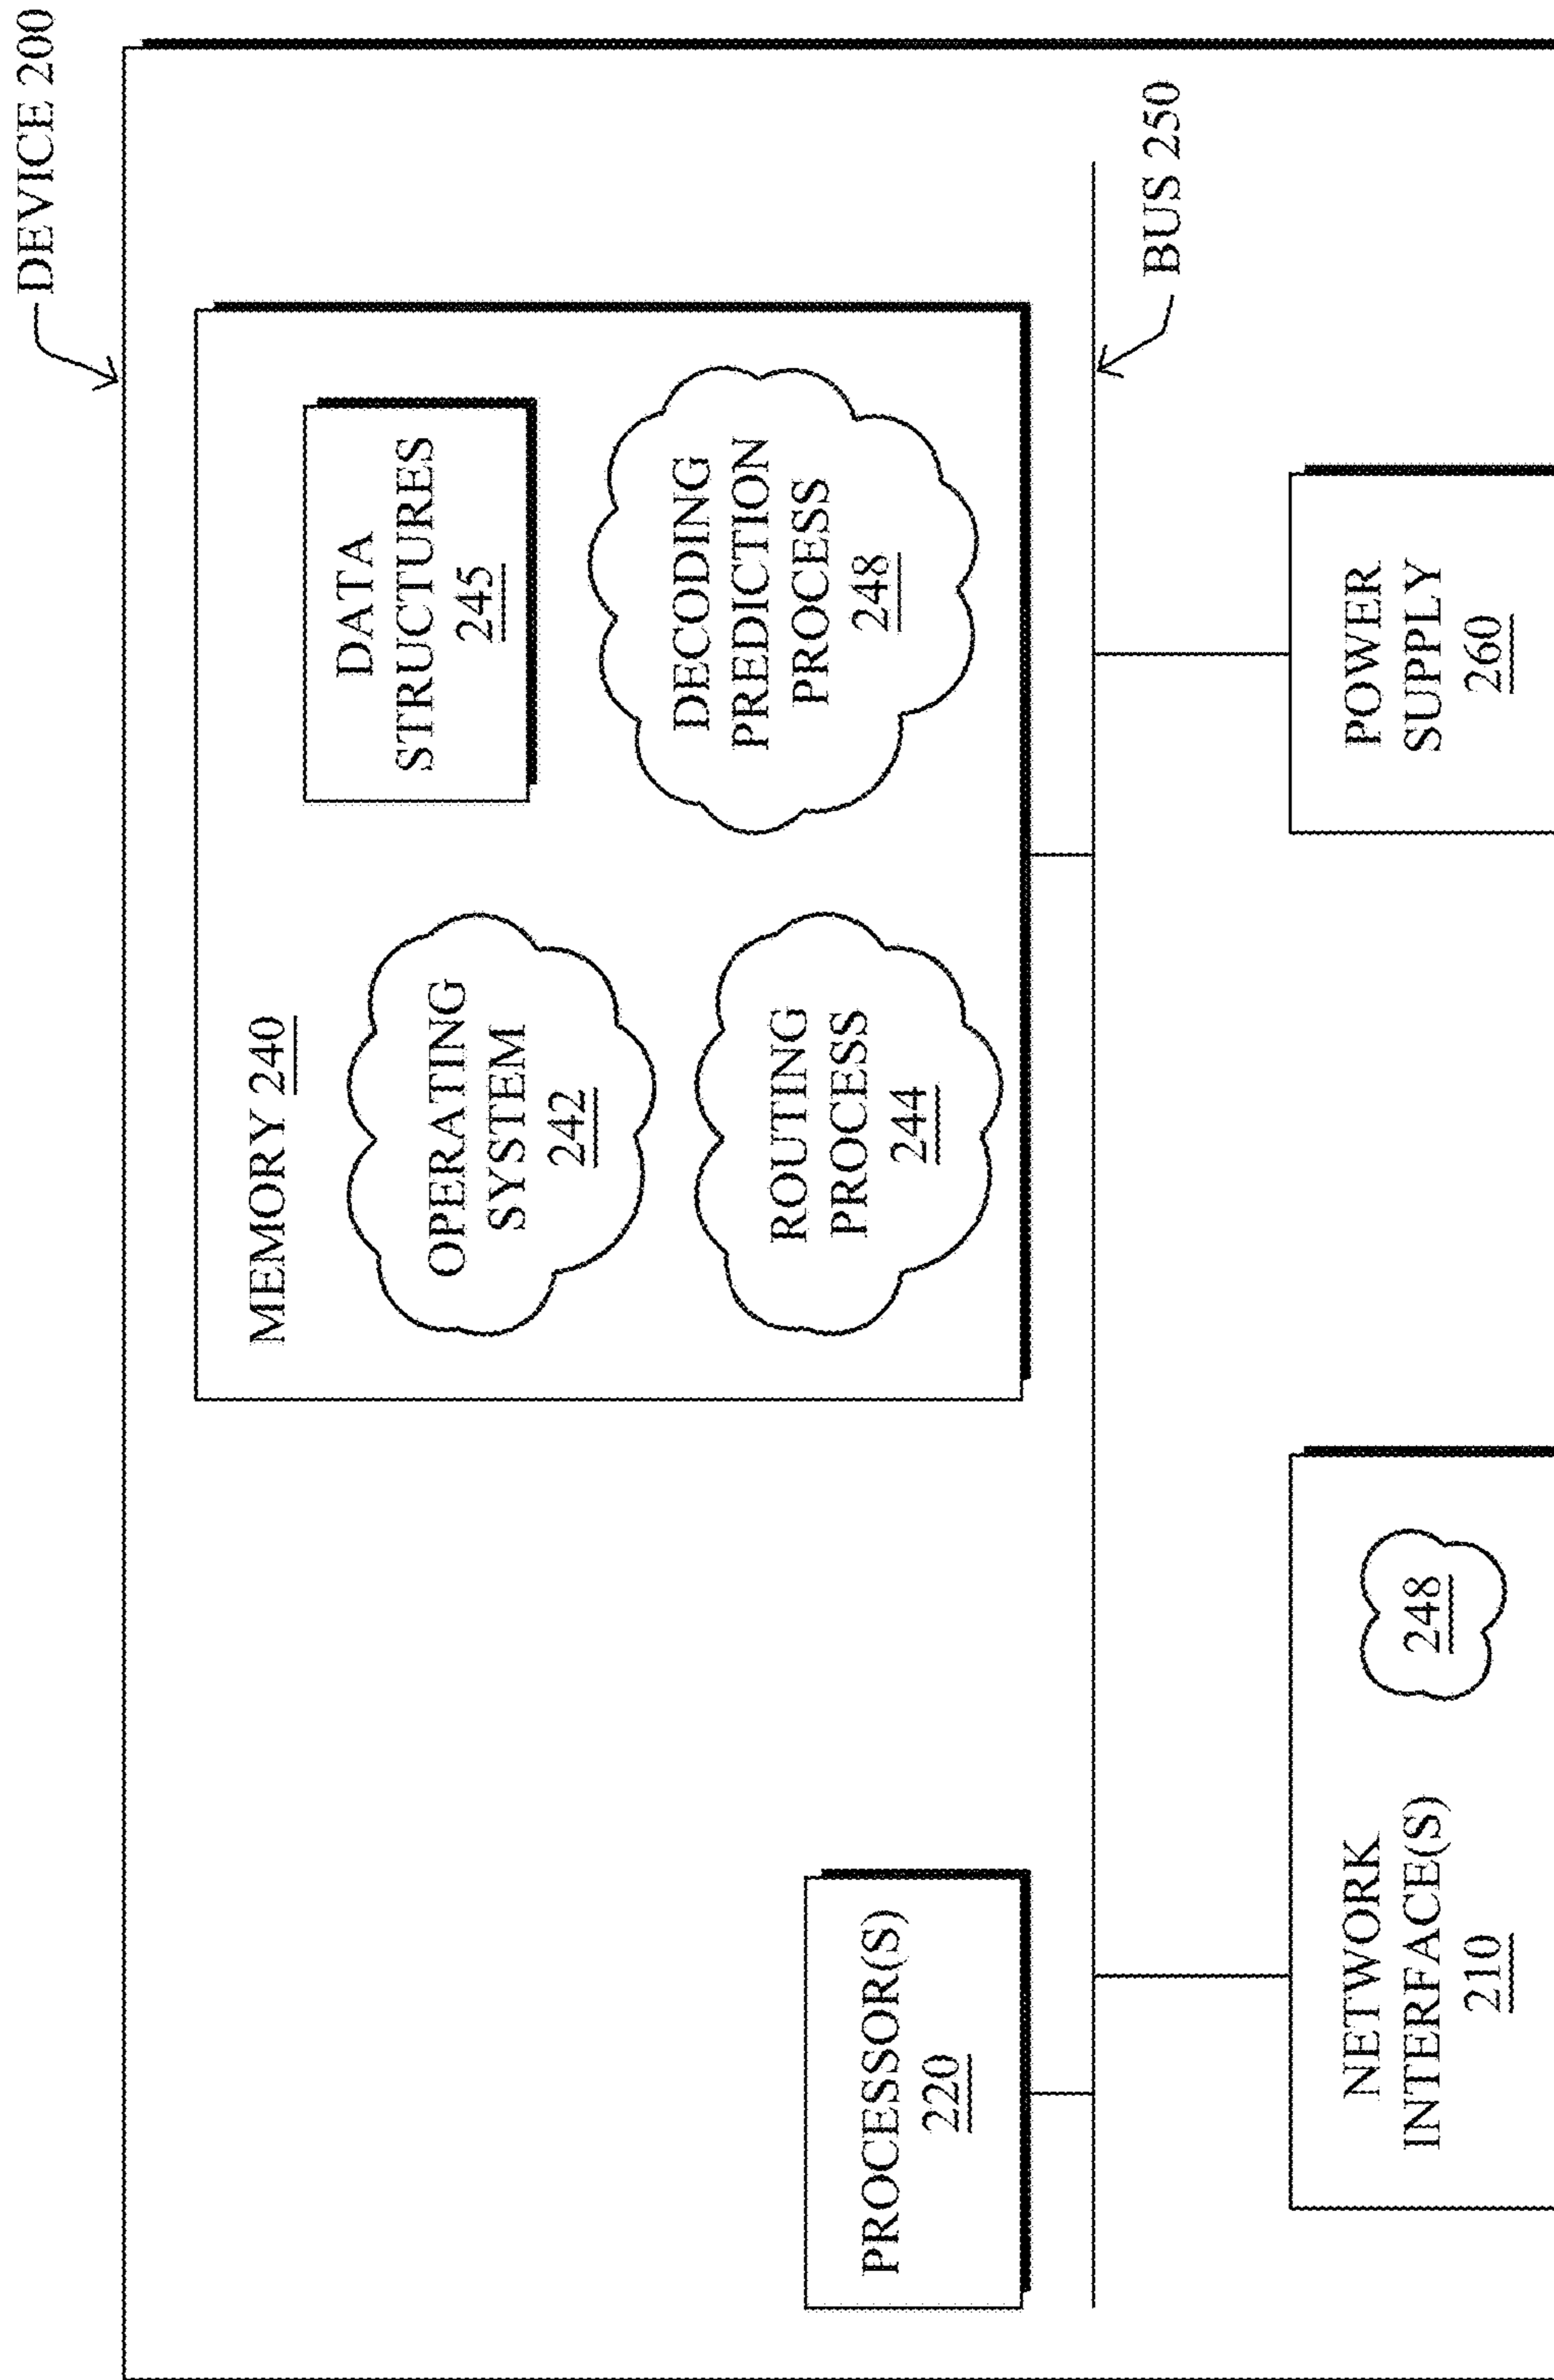 DEVICE 200
MEMORY 240
OPERATING
SYSTEM
242
DATA
STRUCTURES
245
ROUTING
PROCESS
244
DECODING
PREDICTION
PROCESS
248
PROCESSOR(S)
220
BUS 250
NETWORK
INTERFACE(S)
210
248
POWER
SUPPLY
260